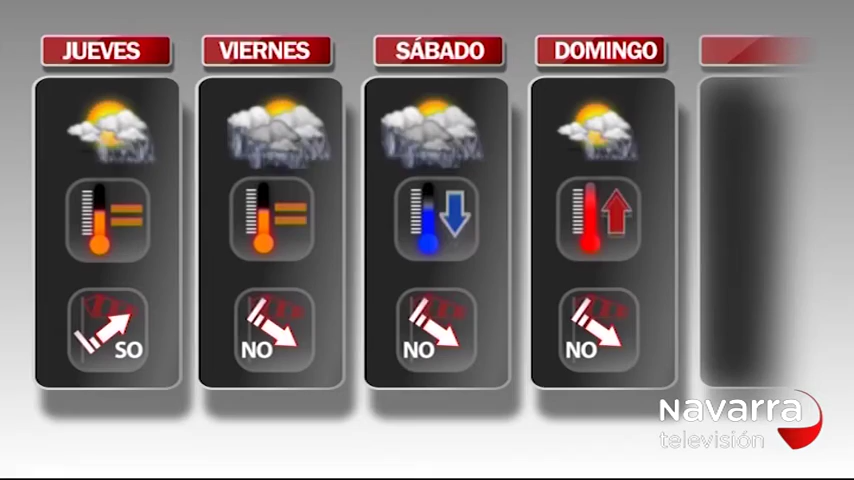 JUEVES
VIERNES
SÁBADO
DOMINGO
SO
NO
NO
NO
Navarra
televisión